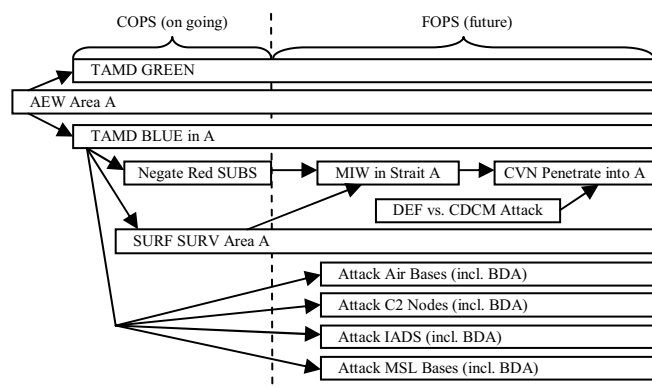 COPS (on going)
FOPS (future)
TAMD GREEN
AEW Area A
TAMD BLUE in A
Negate Red SUBS
MIW in Strait A
CVN Penetrate into A
DEF vs. CDCM Attack
SURF SURV Area A
Attack Air Bases (incl. BDA)
Attack C2 Nodes (incl. BDA)
Attack IADS (incl. BDA)
Attack MSL Bases (incl. BDA)